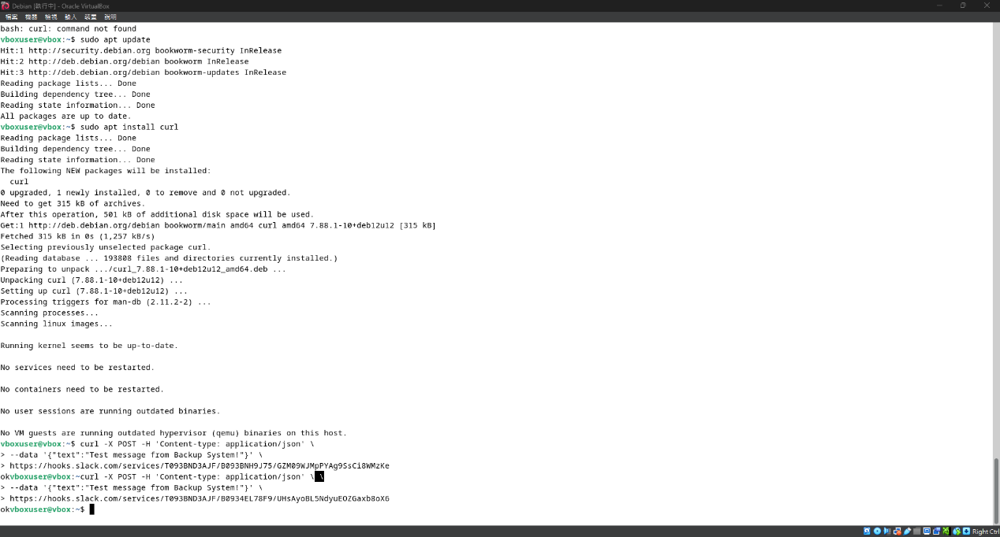 Debian [執行中] - Oracle VirtualBox
檔案 機器 檢視 輸入 裝置 說明
bash: curl: command not found
vboxuser@vbox:~$ sudo apt update
Hit:1 http://security.debian.org bookworm-security InRelease
Hit:2 http://deb.debian.org/debian bookworm InRelease
Hit:3 http://deb.debian.org/debian bookworm-updates InRelease
Reading package lists... Done
Building dependency tree... Done
Reading state information... Done
All packages are up to date.
vboxuser@vbox:~$ sudo apt install curl
Reading package lists... Done
Building dependency tree... Done
Reading state information... Done
The following NEW packages will be installed:
  curl
0 upgraded, 1 newly installed, 0 to remove and 0 not upgraded.
Need to get 315 kB of archives.
After this operation, 501 kB of additional disk space will be used.
Get:1 http://deb.debian.org/debian bookworm/main amd64 curl amd64 7.88.1-10+deb12u12 [315 kB]
Fetched 315 kB in 0s (1,257 kB/s)
Selecting previously unselected package curl.
(Reading database ... 193808 files and directories currently installed.)
Preparing to unpack .../curl_7.88.1-10+deb12u12_amd64.deb ...
Unpacking curl (7.88.1-10+deb12u12) ...
Setting up curl (7.88.1-10+deb12u12) ...
Processing triggers for man-db (2.11.2-2) ...
Scanning processes...
Scanning linux images...
Running kernel seems to be up-to-date.
No services need to be restarted.
No containers need to be restarted.
No user sessions are running outdated binaries.
No VM guests are running outdated hypervisor (qemu) binaries on this host.
vboxuser@vbox:~$ curl -X POST -H 'Content-type: application/json' \
> --data '{"text":"Test message from Backup System!"}' \
> https://hooks.slack.com/services/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
okvboxuser@vbox:~curl -X POST -H 'Content-type: application/json' \ \
> --data '{"text":"Test message from Backup System!"}' \
> https://hooks.slack.com/services/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
okvboxuser@vbox:~$
Right Ctrl